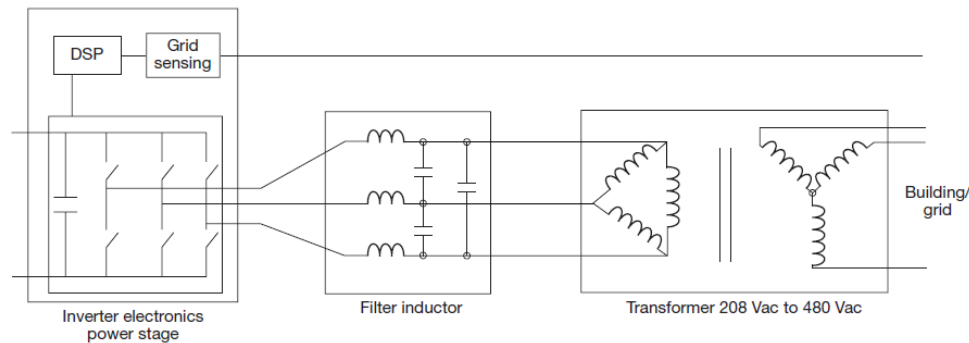 DSP
Grid
sensing
Building/
grid
Inverter electronics
power stage
Filter inductor
Transformer 208 Vac to 480 Vac